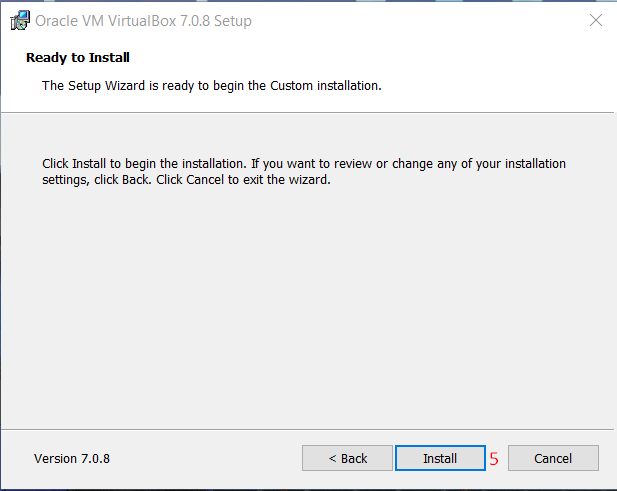 Oracle VM VirtualBox 7.0.8 Setup
Ready to Install
The Setup Wizard is ready to begin the Custom installation.
Click Install to begin the installation. If you want to review or change any of your installation
settings, click Back. Click Cancel to exit the wizard.
Version 7.0.8
< Back
Install
5
Cancel